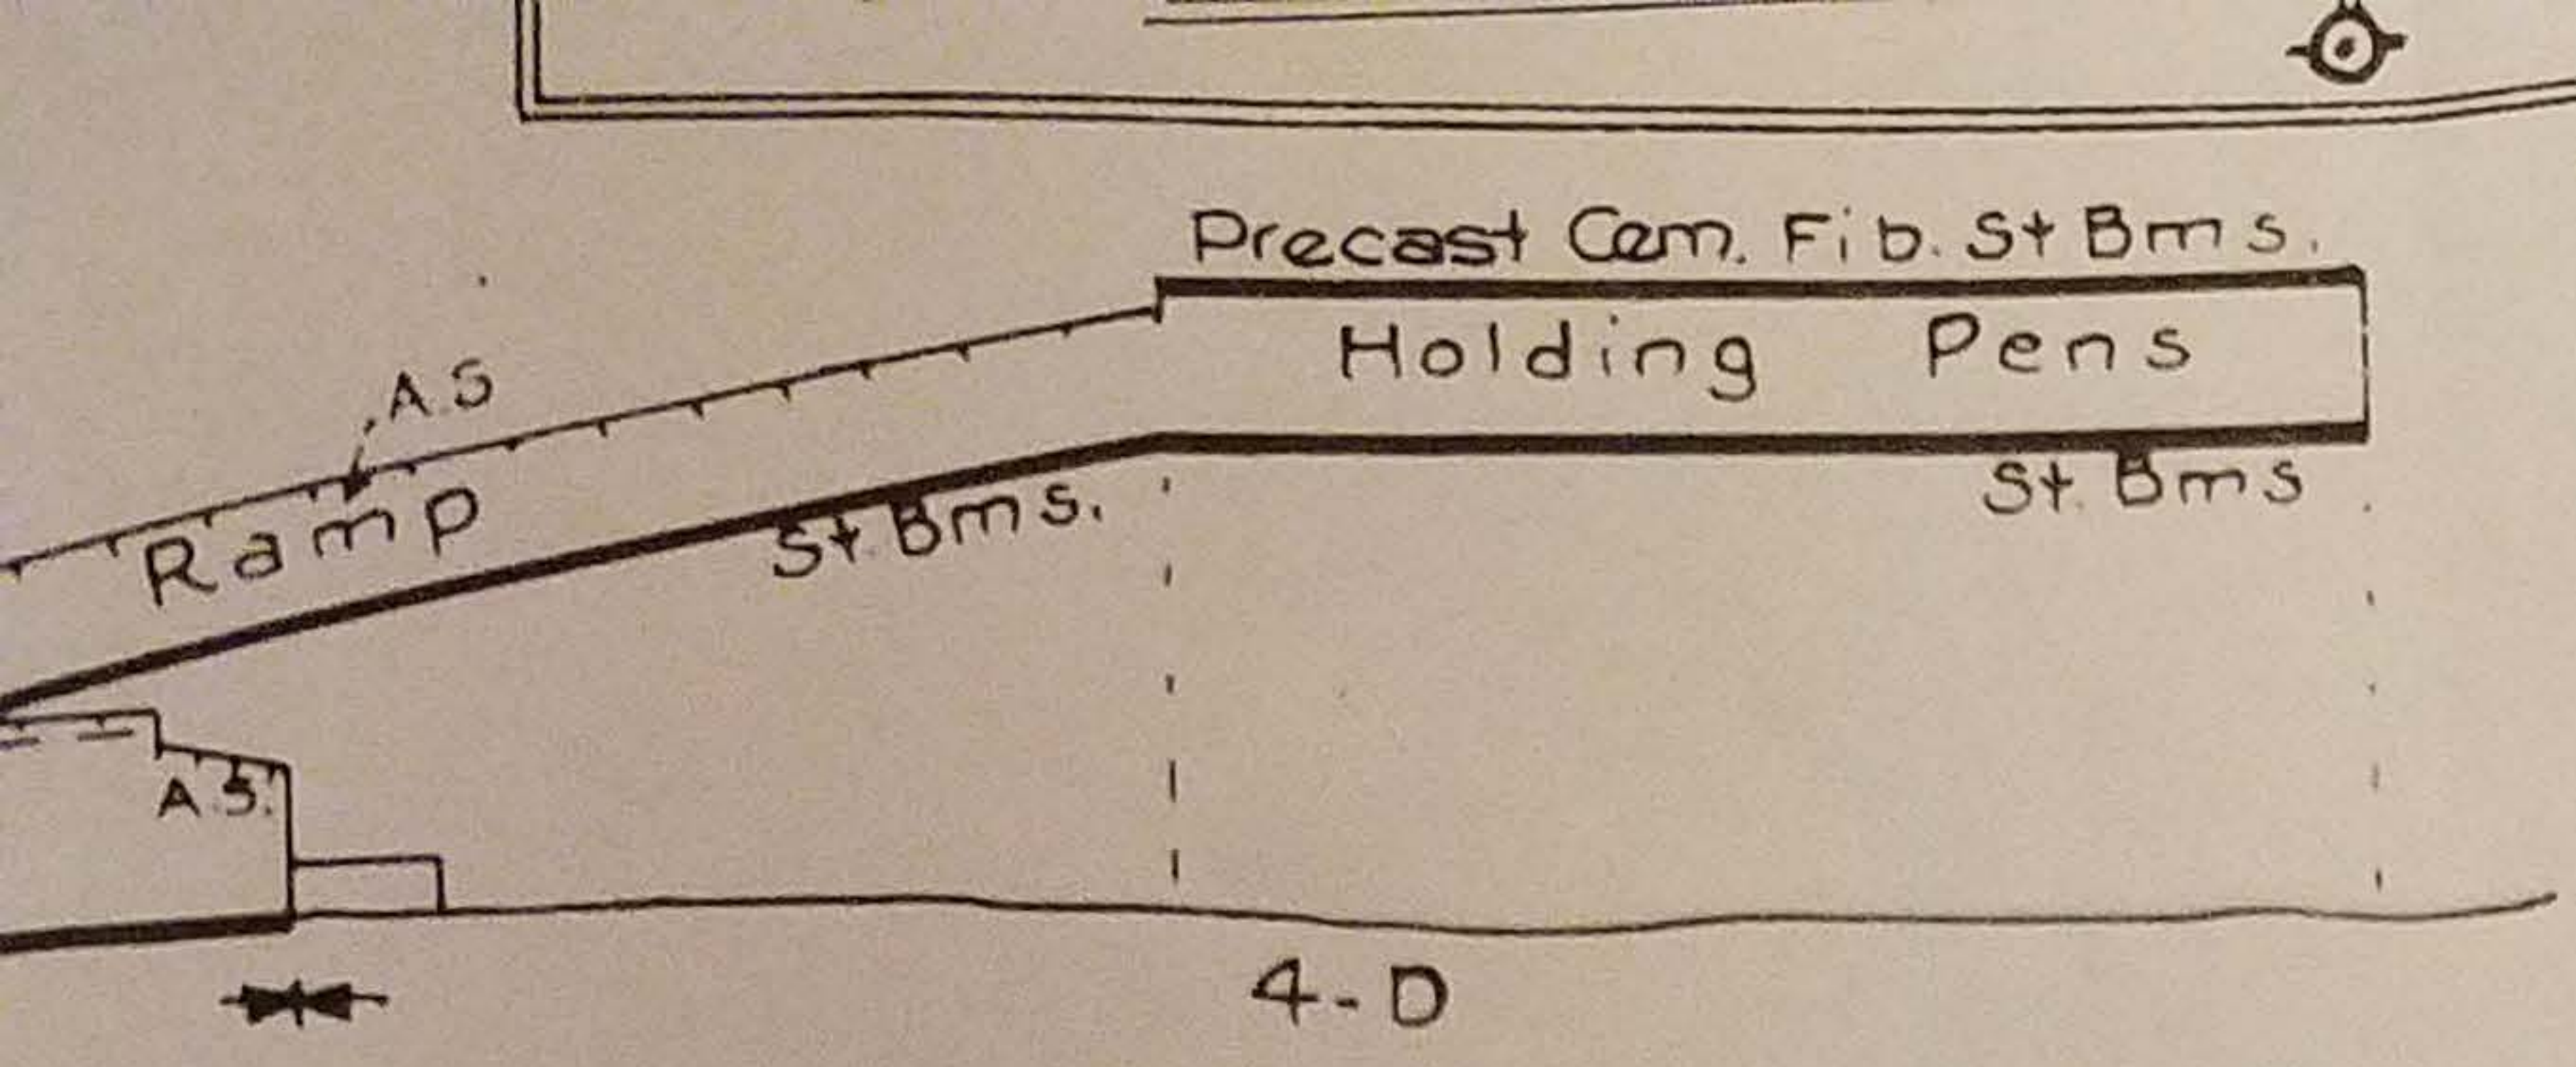 Precast Cem. Fib. St Bms.
Holding Pens
A.S
Ramp
St. Bms.
St. Bms
A.S.
4-D